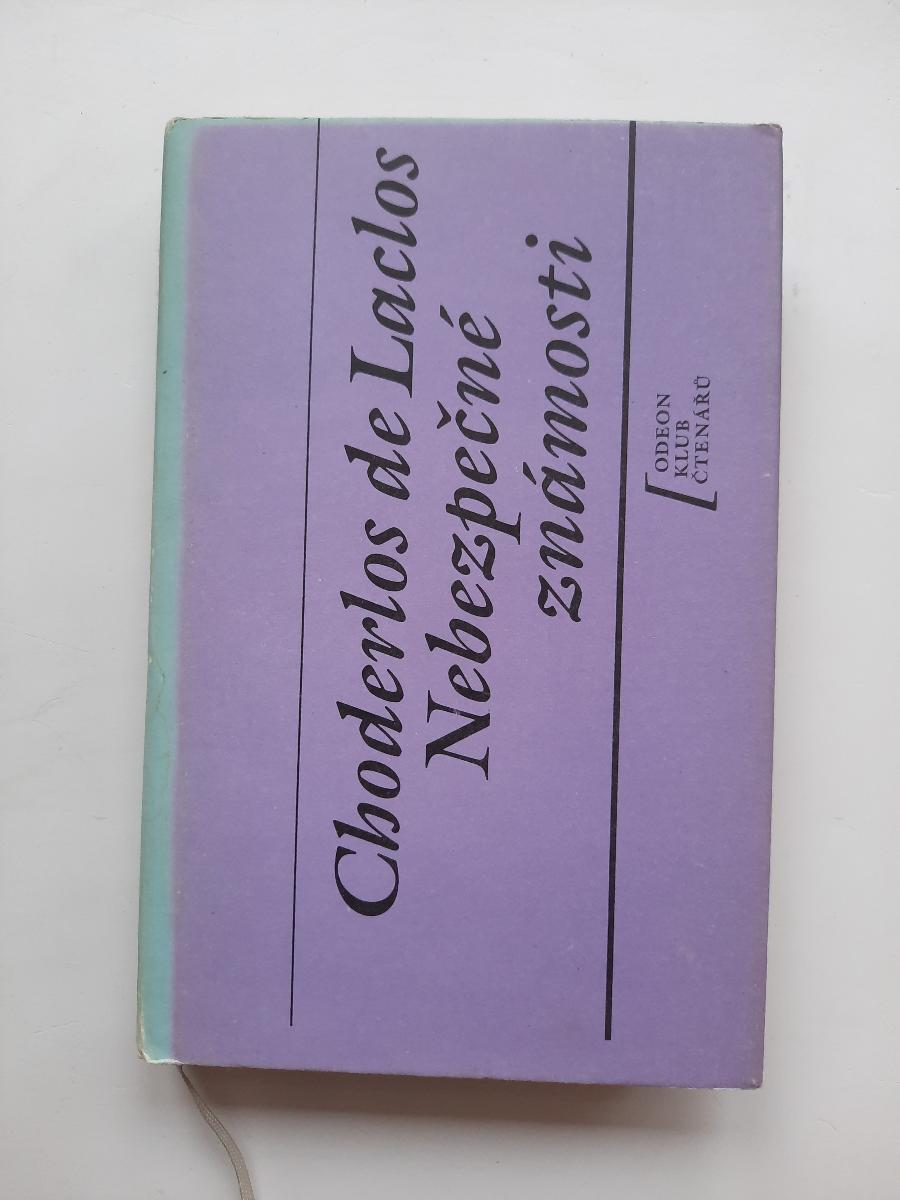 Choderlos de Laclos
Nebezpečné
známosti
ODEON
KLUB
ČTENÁŘŮ